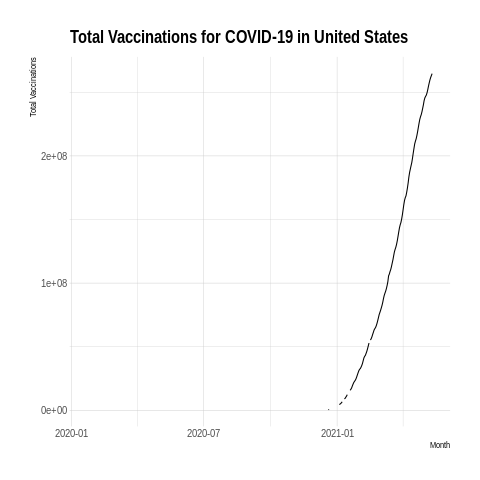 Total Vaccinations for COVID-19 in United States
Total Vaccinations
2e+08
1e+08
0e+00
2020-01 2020-07 2021-01
Month